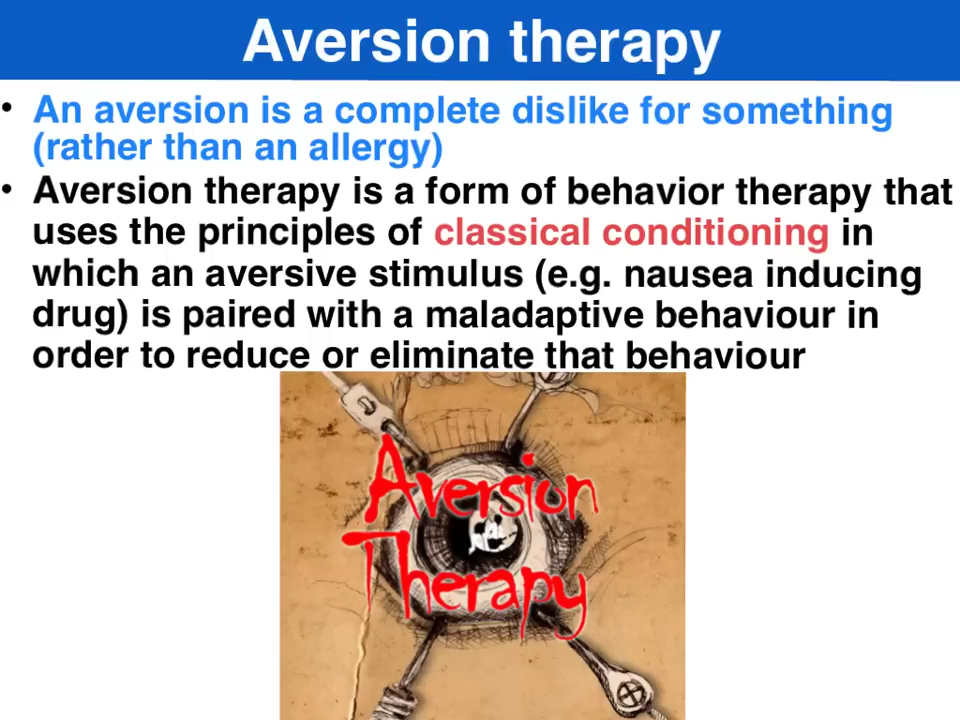 Aversion therapy
• An aversion is a complete dislike for something
(rather than an allergy)
• Aversion therapy is a form of behavior therapy that
uses the principles of classical conditioning in
which an aversive stimulus (e.g. nausea inducing
drug) is paired with a maladaptive behaviour in
order to reduce or eliminate that behaviour
Aversion
Therapy